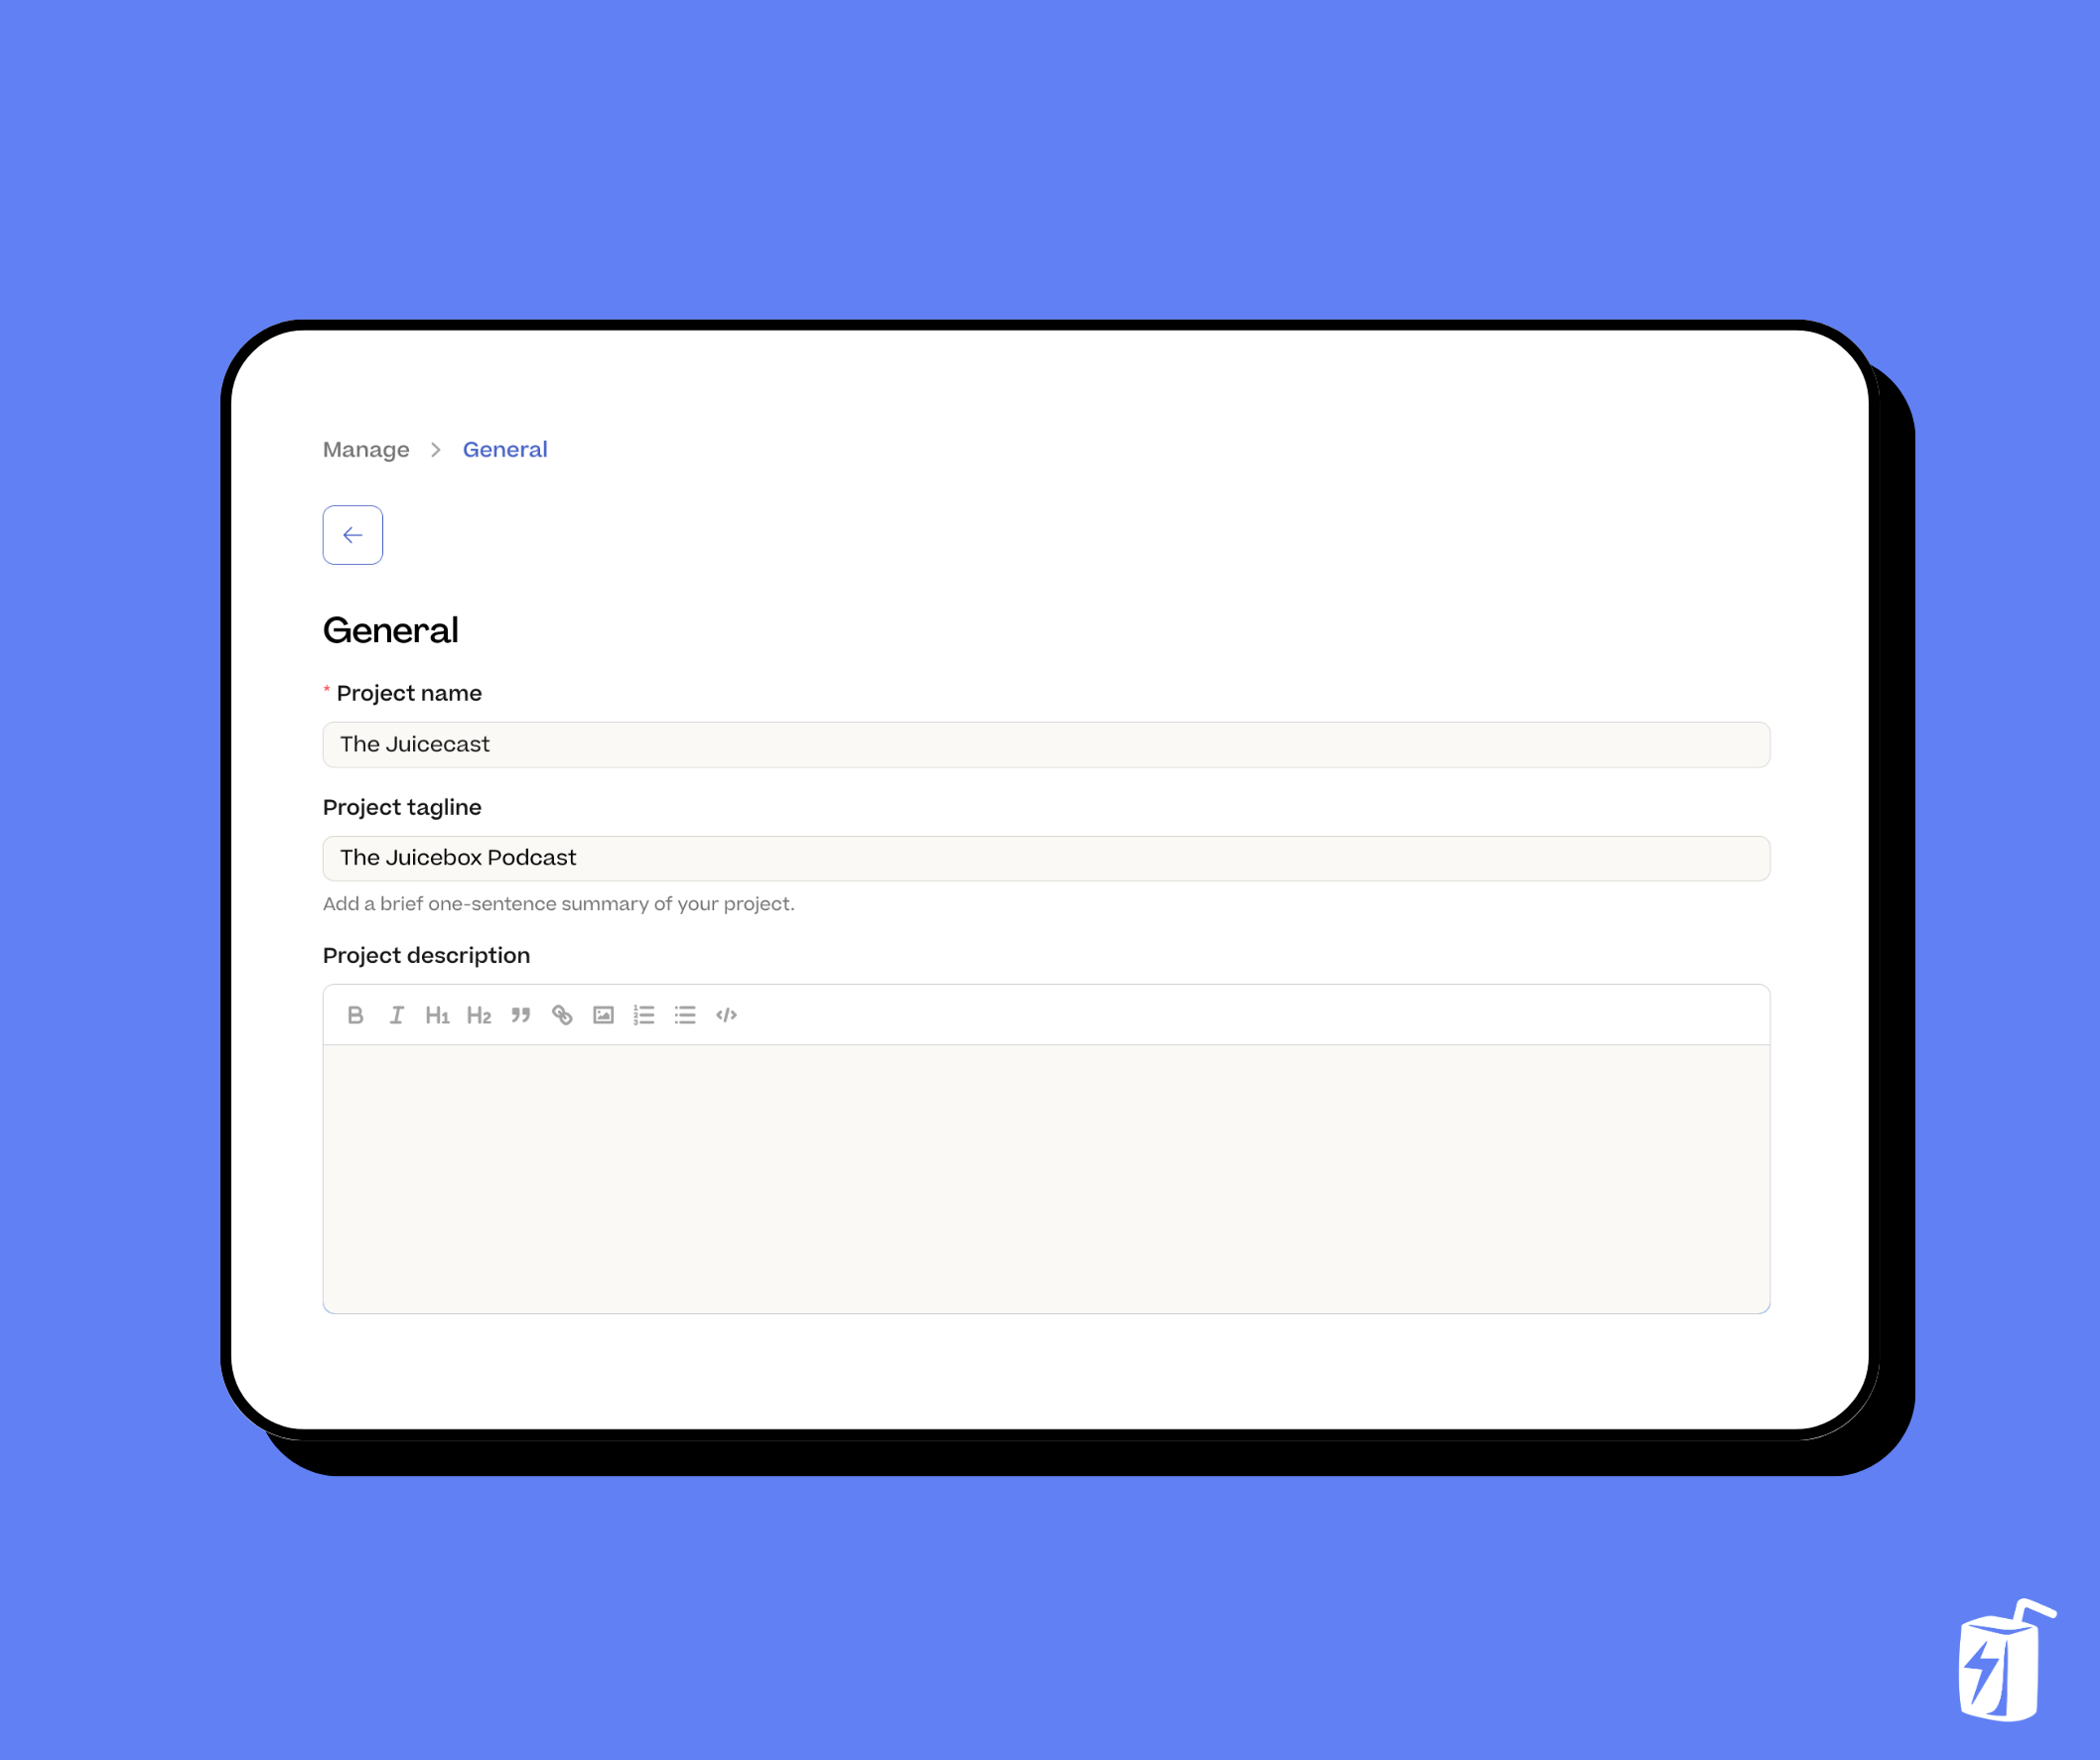 Manage > General
General
* Project name
The Juicecast
Project tagline
The Juicebox Podcast
Add a brief one-sentence summary of your project.
Project description
B I H1 H2